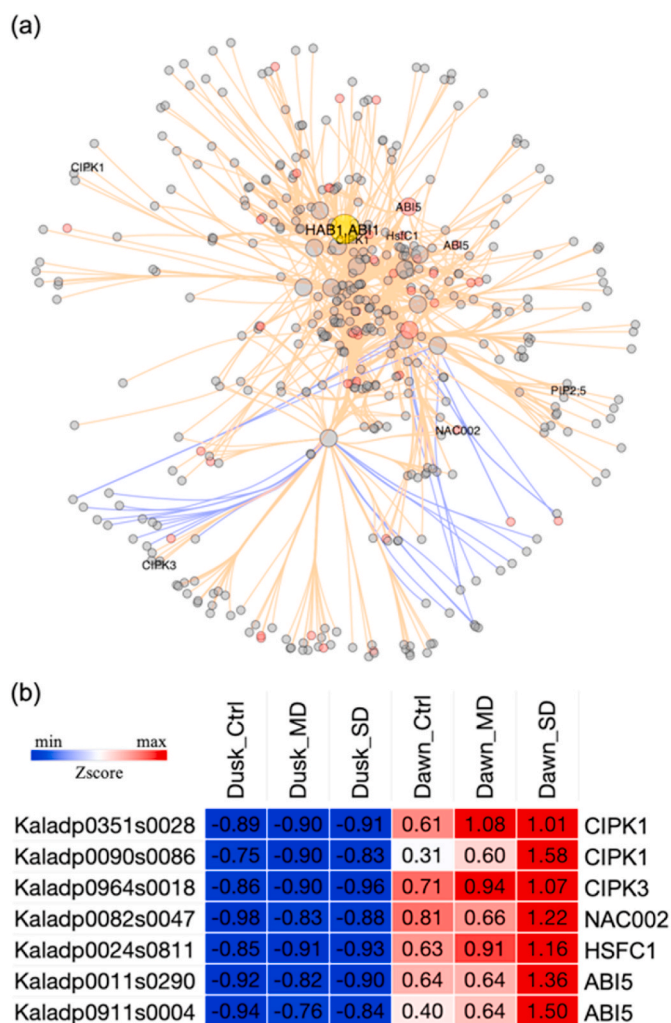 (a)
CIPK1
ABI5
HAB1,ABI1
CIPK1
HsfC1
ABI5
PIP2;5
NAC002
CIPK3
(b)
min max
Zscore
Dusk_Ctrl Dusk_MD Dusk_SD Dawn_Ctrl Dawn_MD Dawn_SD
Kaladp0351s0028 -0.89 -0.90 -0.91 0.61 1.08 1.01 CIPK1
Kaladp0090s0086 -0.75 -0.90 -0.83 0.31 0.60 1.58 CIPK1
Kaladp0964s0018 -0.86 -0.90 -0.96 0.71 0.94 1.07 CIPK3
Kaladp0082s0047 -0.98 -0.83 -0.88 0.81 0.66 1.22 NAC002
Kaladp0024s0811 -0.85 -0.91 -0.93 0.63 0.91 1.16 HSFC1
Kaladp0011s0290 -0.92 -0.82 -0.90 0.64 0.64 1.36 ABI5
Kaladp0911s0004 -0.94 -0.76 -0.84 0.40 0.64 1.50 ABI5